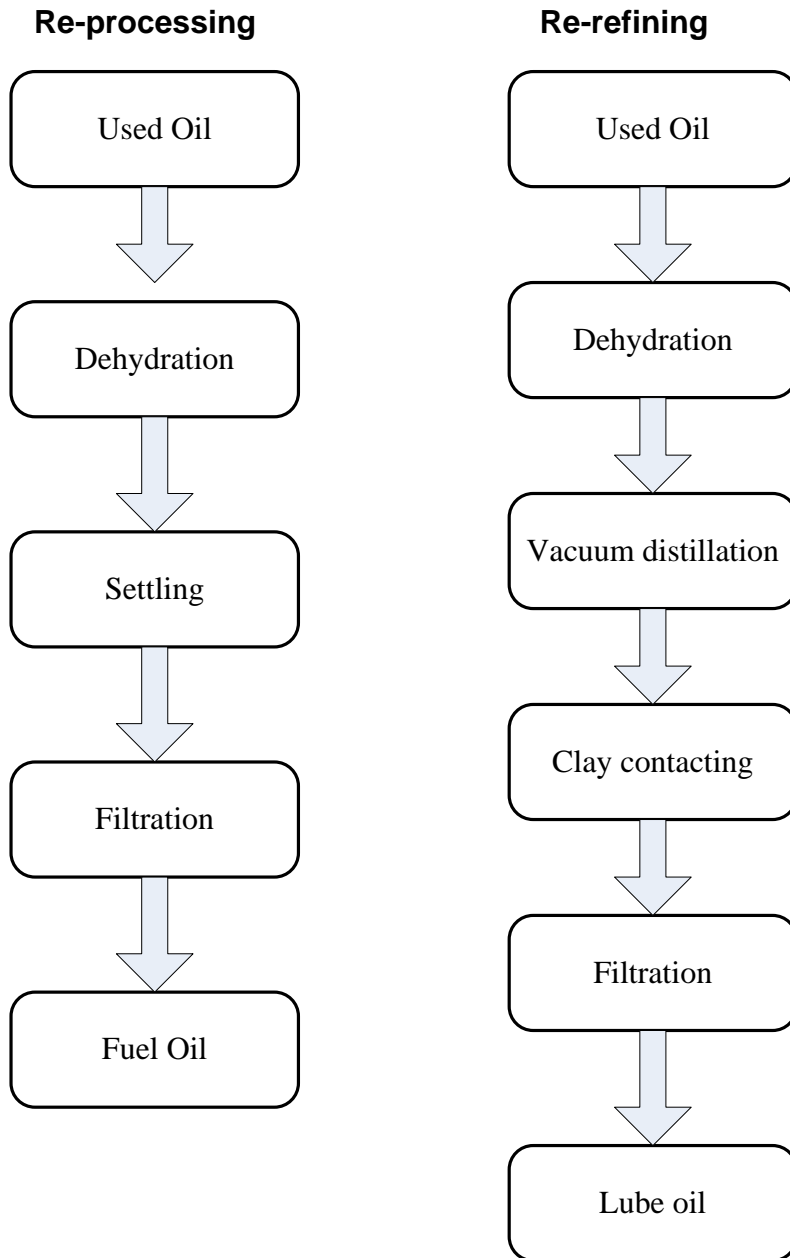 Re-processing
Used Oil
Dehydration
Settling
Filtration
Fuel Oil
Re-refining
Used Oil
Dehydration
Vacuum distillation
Clay contacting
Filtration
Lube oil